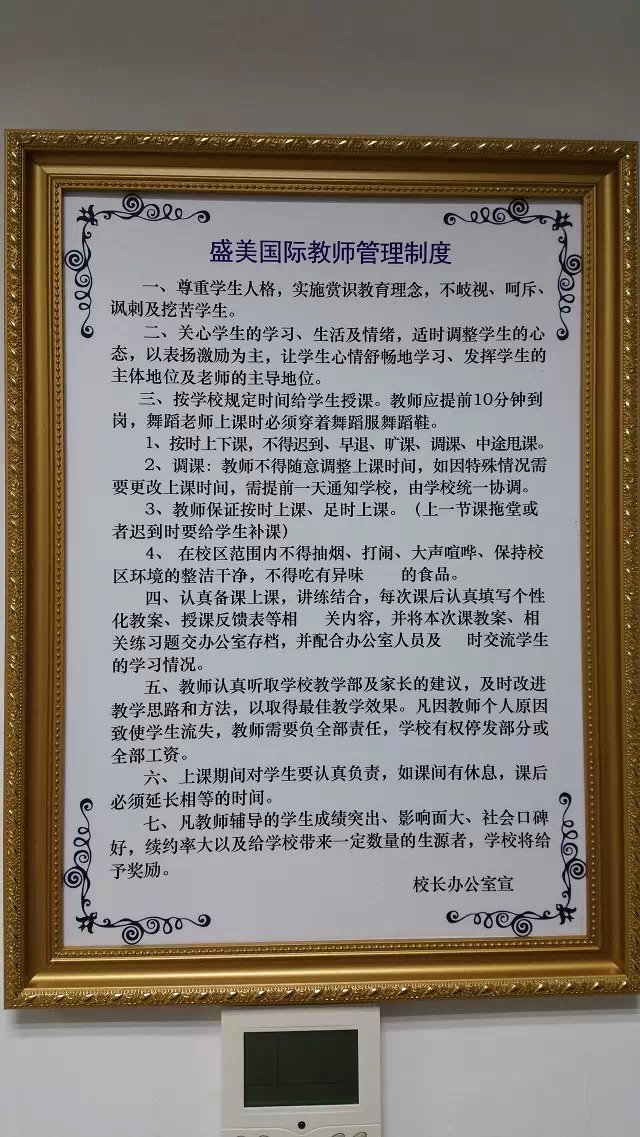 盛美国际教师管理制度
一、尊重学生人格，实施赏识教育理念，不歧视、呵斥、
讽刺及挖苦学生。
二、关心学生的学习、生活及情绪，适时调整学生的心
态，以表扬激励为主，让学生心情舒畅地学习、发挥学生的
主体地位及老师的主导地位。
三、按学校规定时间给学生授课。教师应提前10分钟到
岗，舞蹈老师上课时必须穿着舞蹈服舞蹈鞋。
1、按时上下课，不得迟到、早退、旷课、调课、中途甩课。
2、调课：教师不得随意调整上课时间，如因特殊情况需
要更改上课时间，需提前一天通知学校，由学校统一协调。
3、教师保证按时上课、足时上课。（上一节课拖堂或
者迟到时要给学生补课）
4、 在校区范围内不得抽烟、打闹、大声喧哗、保持校
区环境的整洁干净，不得吃有异味 的食品。
四、认真备课上课，讲练结合，每次课后认真填写个性
化教案、授课反馈表等相 关内容，并将本次课教案、相
关练习题交办公室存档，并配合办公室人员及 时交流学生
的学习情况。
五、教师认真听取学校教学部及家长的建议，及时改进
教学思路和方法，以取得最佳教学效果。凡因教师个人原因
致使学生流失，教师需要负全部责任，学校有权停发部分或
全部工资。
六、上课期间对学生要认真负责，如课间有休息，课后
必须延长相等的时间。
七、凡教师辅导的学生成绩突出、影响面大、社会口碑
好，续约率大以及给学校带来一定数量的生源者，学校将给
予奖励。
校长办公室宣